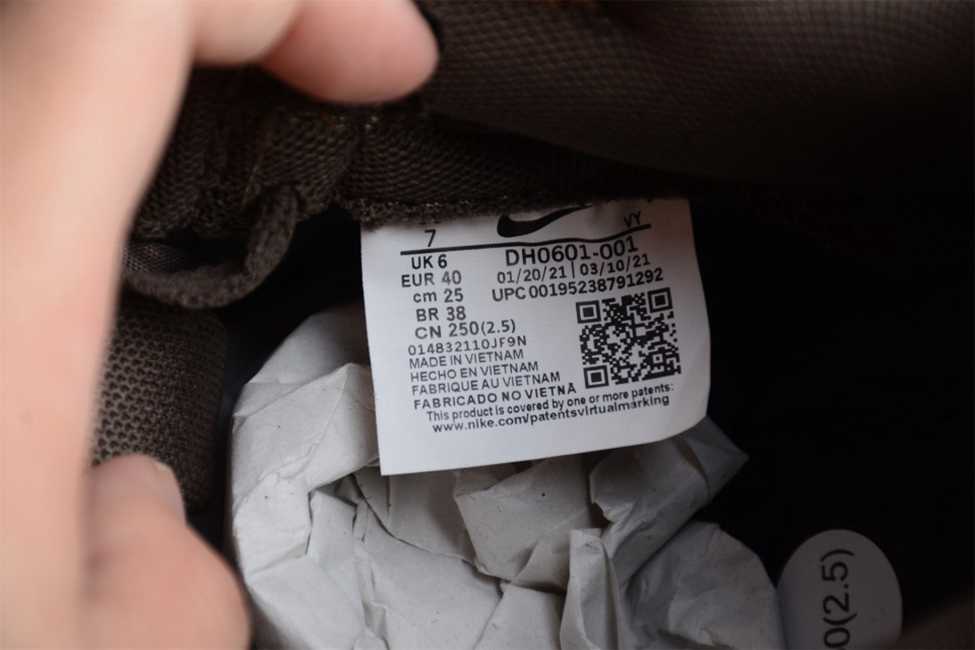 7
VY
UK 6
DH0601-001
EUR 40
01/20/21 | 03/10/21
cm 25
UPC 00195238791292
BR 38
CN 250(2.5)
014832110JF9N
MADE IN VIETNAM
HECHO EN VIETNAM
FABRIQUE AU VIETNAM
FABRICADO NO VIETNÃ
This product is covered by one or more patents:
www.nike.com/patentsvirtualmarking
0(2.5)